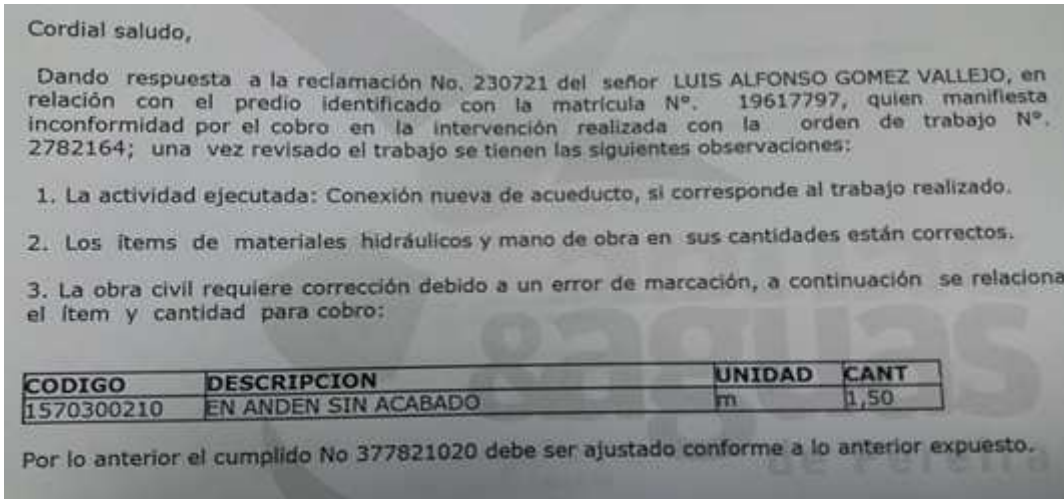 Cordial saludo,
Dando respuesta a la reclamación No. 230721 del señor LUIS ALFONSO GOMEZ VALLEJO, en
relación con el predio identificado con la matrícula Nº. 19617797, quien manifiesta
inconformidad por el cobro en la intervención realizada con la orden de trabajo Nº.
2782164; una vez revisado el trabajo se tienen las siguientes observaciones:
1. La actividad ejecutada: Conexión nueva de acueducto, si corresponde al trabajo realizado.
2. Los ítems de materiales hidráulicos y mano de obra en sus cantidades están correctos.
3. La obra civil requiere corrección debido a un error de marcación, a continuación se relaciona
el ítem y cantidad para cobro:
CODIGO DESCRIPCION UNIDAD CANT
1570300210 EN ANDEN SIN ACABADO m 1,50
Por lo anterior el cumplido No 377821020 debe ser ajustado conforme a lo anterior expuesto.
&aguas
de Pereira